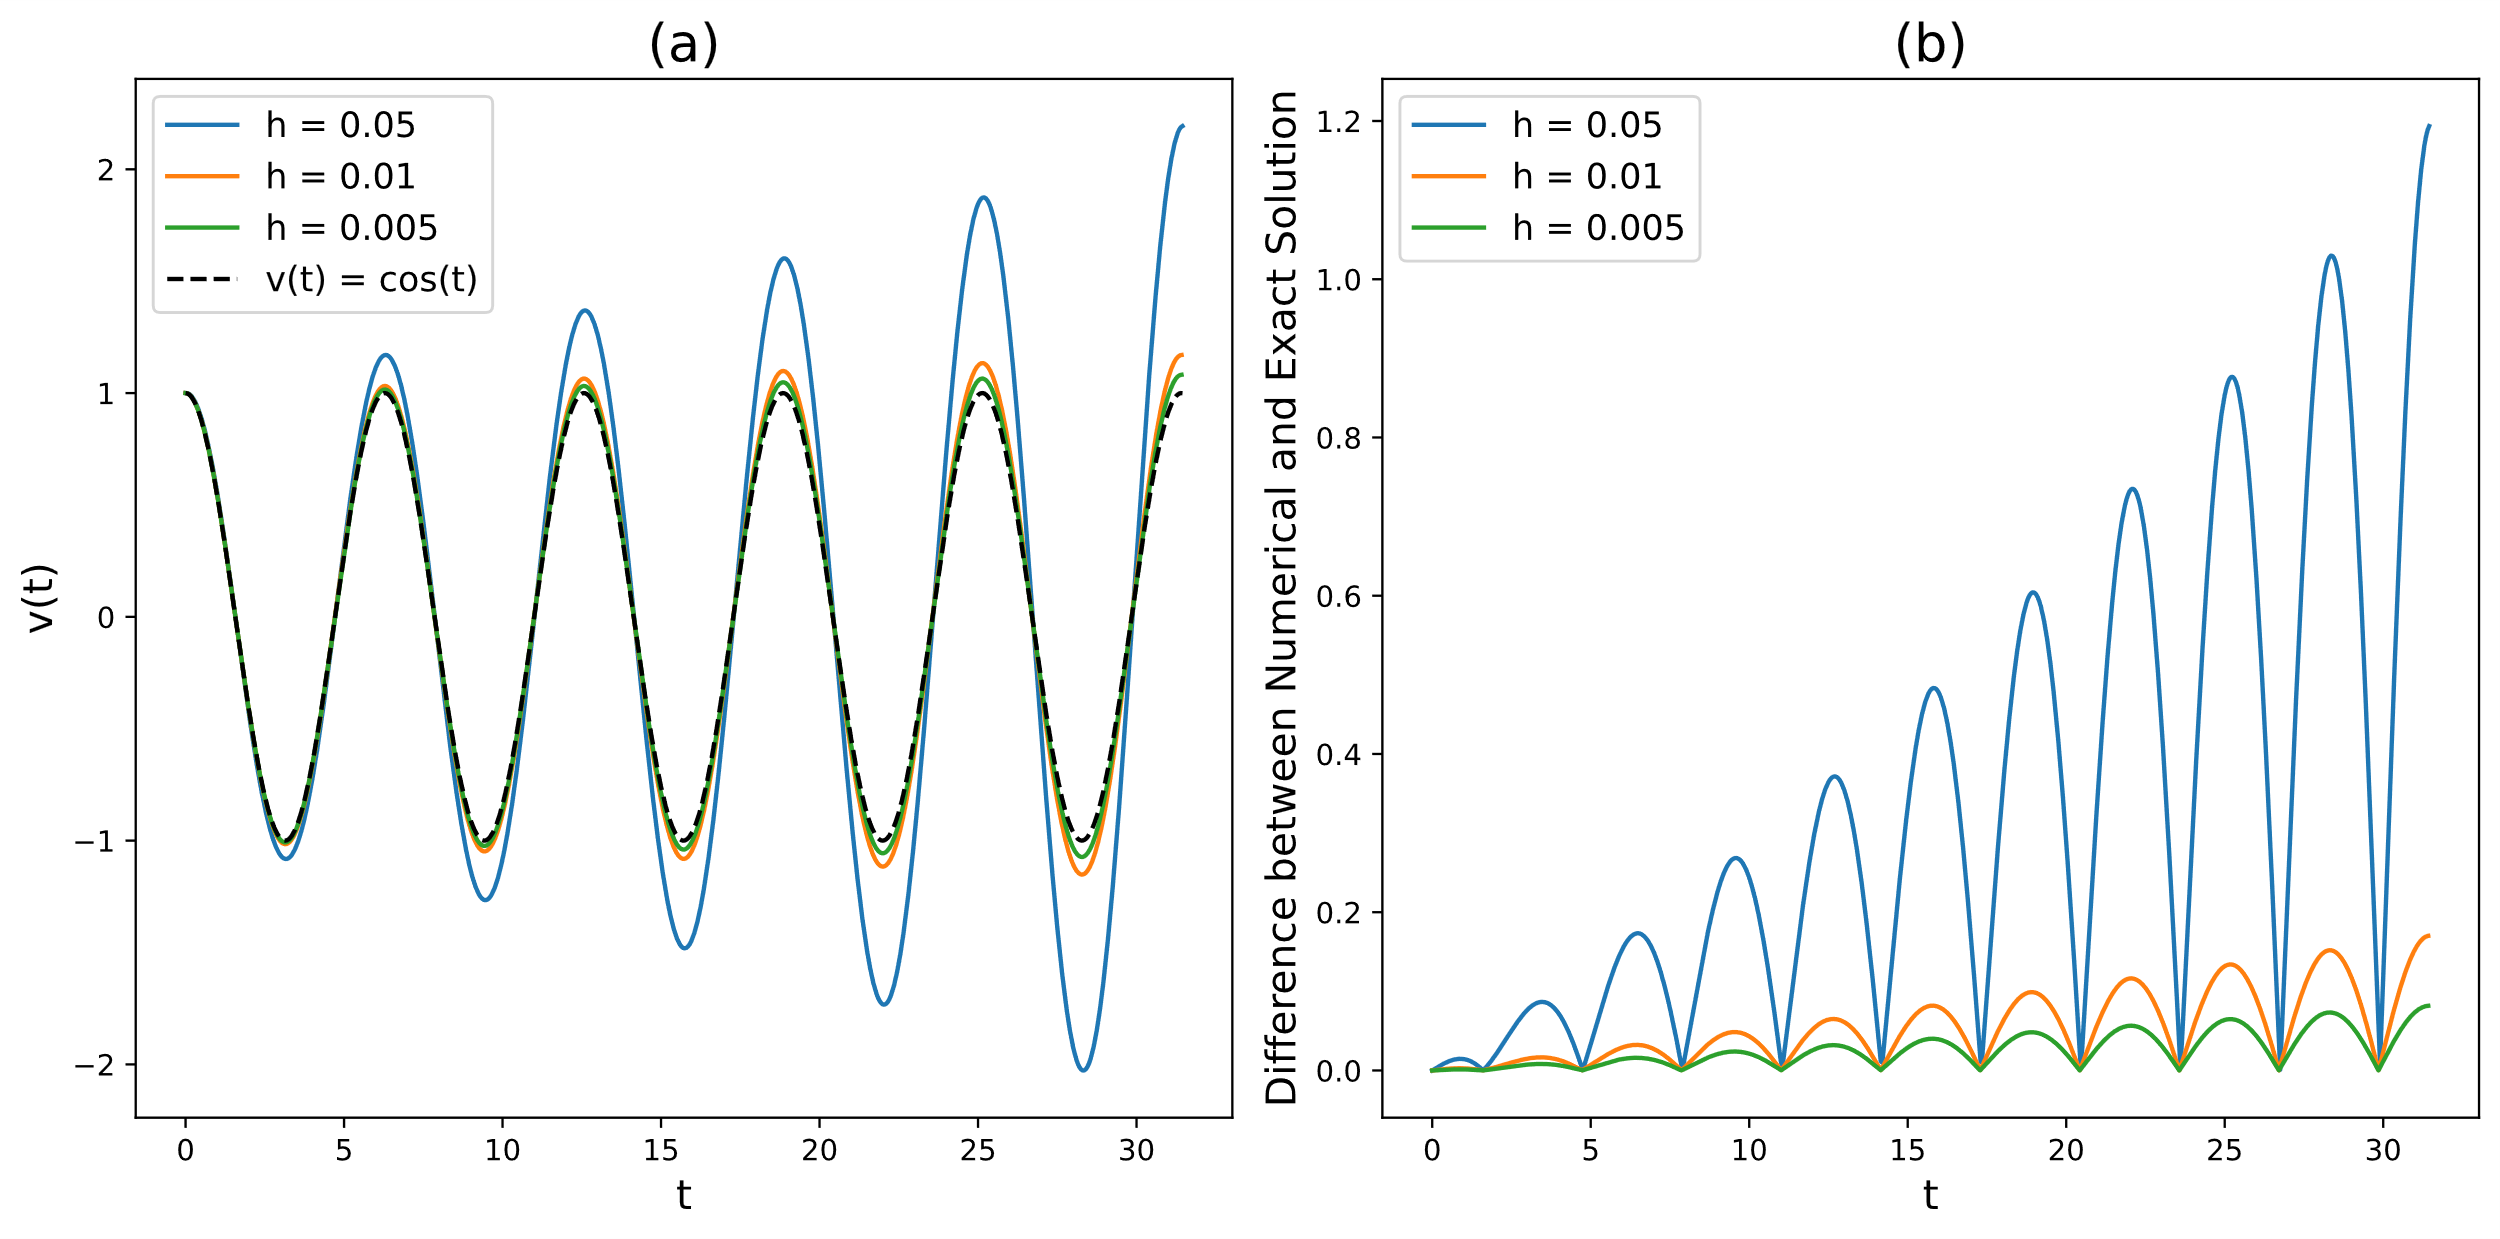 (a)
h = 0.05
h = 0.01
h = 0.005
v(t) = cos(t)
v(t)
2
1
0
−1
−2
0 5 10 15 20 25 30
t
(b)
h = 0.05
h = 0.01
h = 0.005
Difference between Numerical and Exact Solution
1.2
1.0
0.8
0.6
0.4
0.2
0.0
0 5 10 15 20 25 30
t